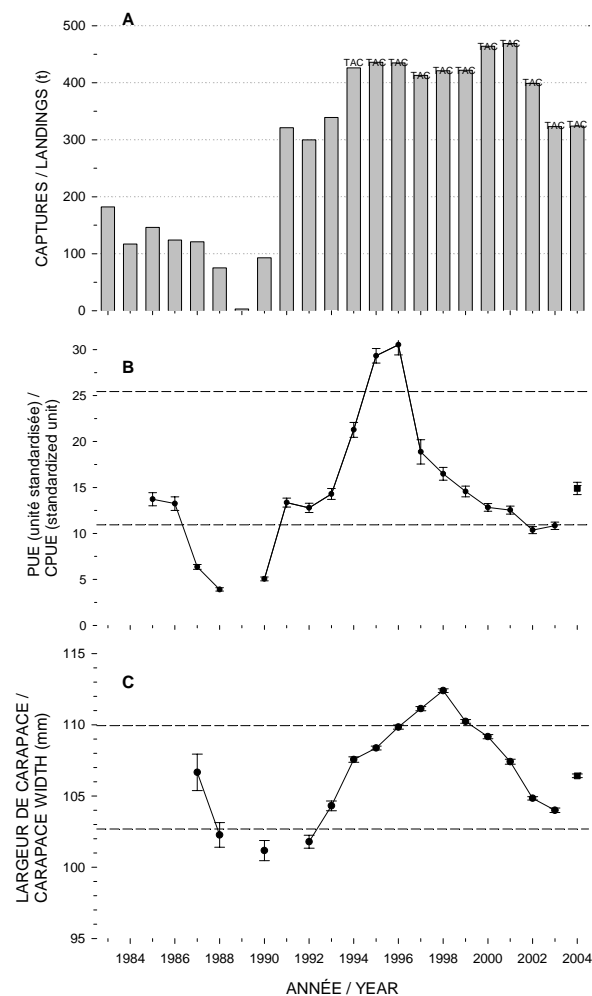 A
CAPTURES / LANDINGS (t)
500
400
300
200
100
0
TAC TAC TAC TAC TAC TAC TAC TAC TAC TAC TAC
B
PUE (unité standardisée) /
CPUE (standardized unit)
30
25
20
15
10
5
0
C
LARGEUR DE CARAPACE /
CARAPACE WIDTH (mm)
115
110
105
100
95
1984 1986 1988 1990 1992 1994 1996 1998 2000 2002 2004
ANNÉE / YEAR